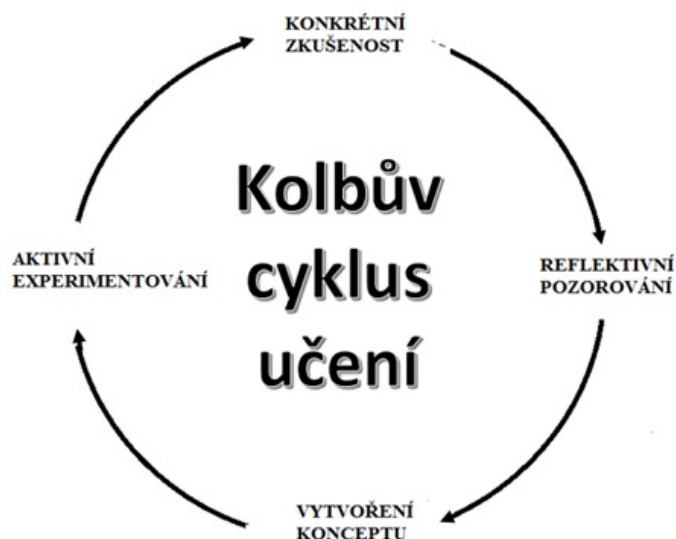 KONKRÉTNÍ
ZKUŠENOST
Kolbův
cyklus
učení
AKTIVNÍ
EXPERIMENTOVÁNÍ
REFLEKTIVNÍ
POZOROVÁNÍ
VYTVOŘENÍ
KONCEPTU